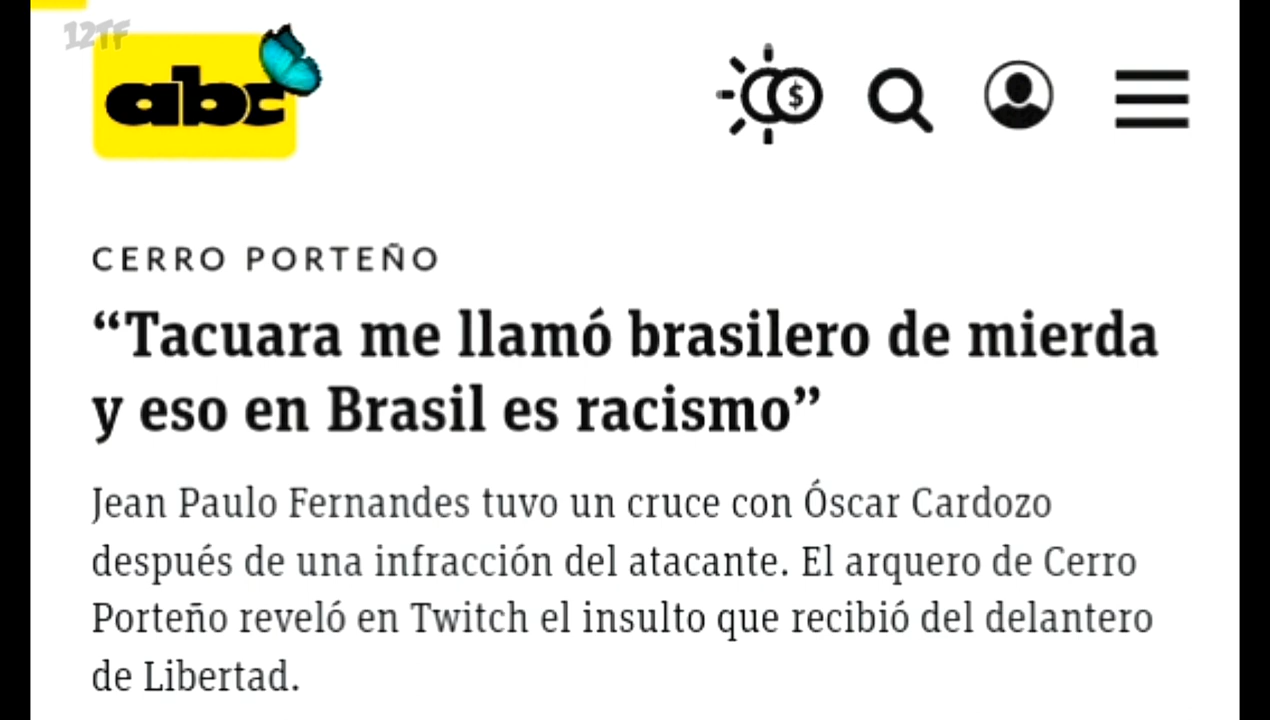 12TF
abc
$
CERRO PORTEÑO
“Tacuara me llamó brasilero de mierda
y eso en Brasil es racismo”
Jean Paulo Fernandes tuvo un cruce con Óscar Cardozo
después de una infracción del atacante. El arquero de Cerro
Porteño reveló en Twitch el insulto que recibió del delantero
de Libertad.